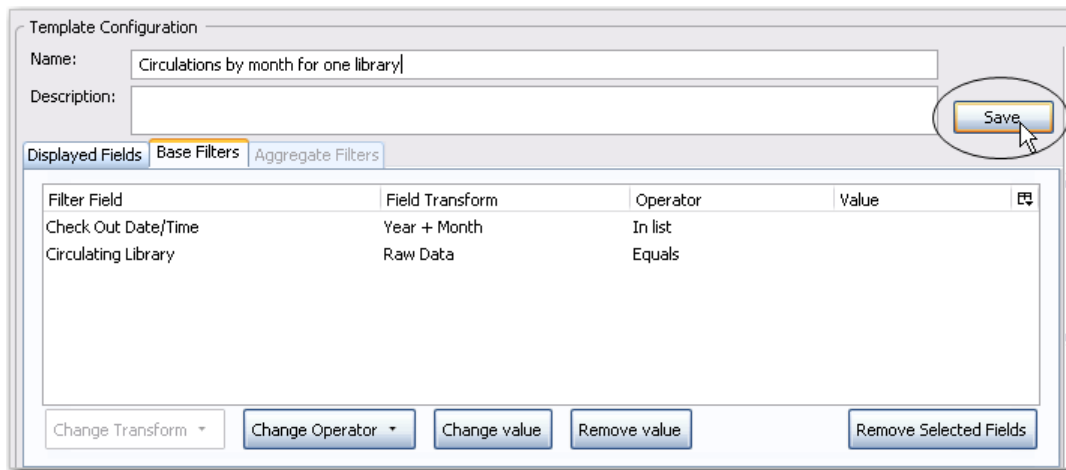 Template Configuration
Name: Circulations by month for one library
Description:
Save
Displayed Fields Base Filters Aggregate Filters
Filter Field Field Transform Operator Value
Check Out Date/Time Year + Month In list
Circulating Library Raw Data Equals
Change Transform Change Operator Change value Remove value Remove Selected Fields